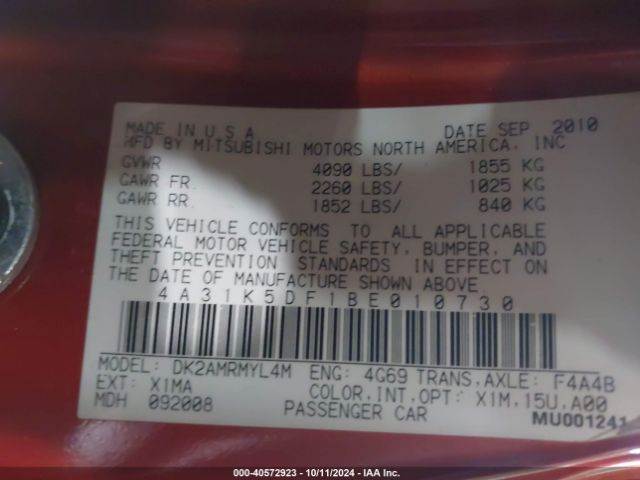 MADE IN U S A DATE SEP 2010
MFD BY MITSUBISHI MOTORS NORTH AMERICA, INC
GVWR 4090 LBS/ 1855 KG
GAWR FR. 2260 LBS/ 1025 KG
GAWR RR. 1852 LBS/ 840 KG
THIS VEHICLE CONFORMS TO ALL APPLICABLE
FEDERAL MOTOR VEHICLE SAFETY, BUMPER, AND
THEFT PREVENTION STANDARDS IN EFFECT ON
THE DATE OF MANUFACTURE SHOWN ABOVE.
4A31K5DF1BE010730
MODEL: DK2AMRMYL4M ENG: 4G69 TRANS,AXLE: F4A4B
EXT: X1MA COLOR,INT,OPT: X1M,15U,A00
MDH 092008 PASSENGER CAR MU001241
000-40572923 - 10/11/2024 - IAA Inc.